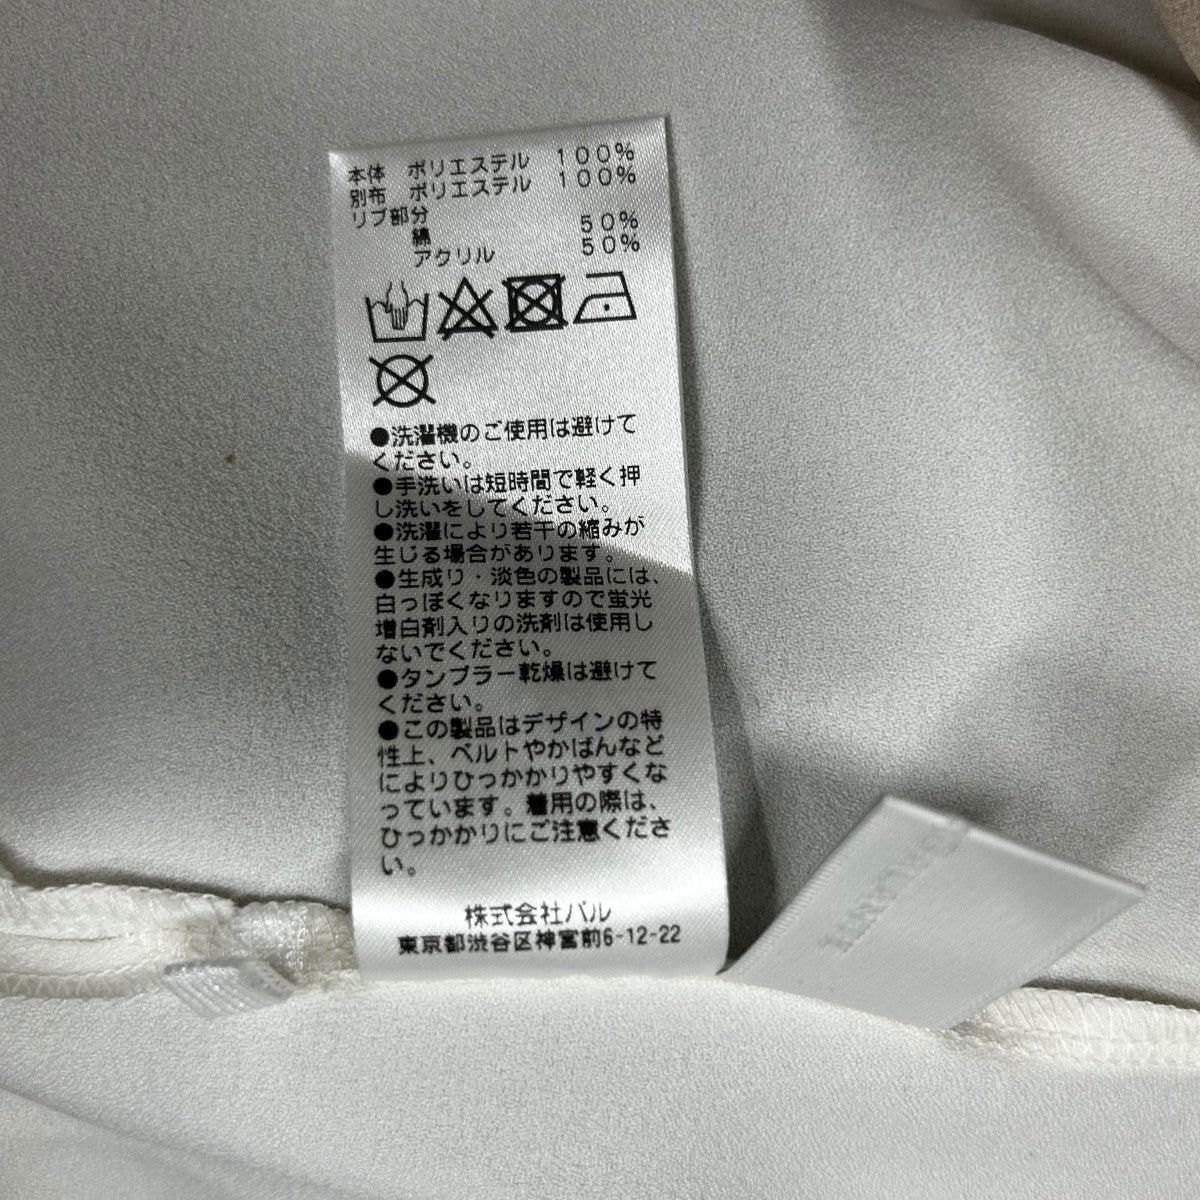 本体 ポリエステル 100%
別布 ポリエステル 100%
リブ部分
綿 50%
アクリル 50%
●洗濯機のご使用は避けて
ください。
●手洗いは短時間で軽く押
し洗いをしてください。
●洗濯により若干の縮みが
生じる場合があります。
●生成り・淡色の製品には、
白っぽくなりますので蛍光
増白剤入りの洗剤は使用し
ないでください。
●タンブラー乾燥は避けて
ください。
●この製品はデザインの特
性上、ベルトやかばんなど
によりひっかかりやすくな
っています。着用の際は、
ひっかかりにご注意くださ
い。
株式会社パル
東京都渋谷区神宮前6-12-22